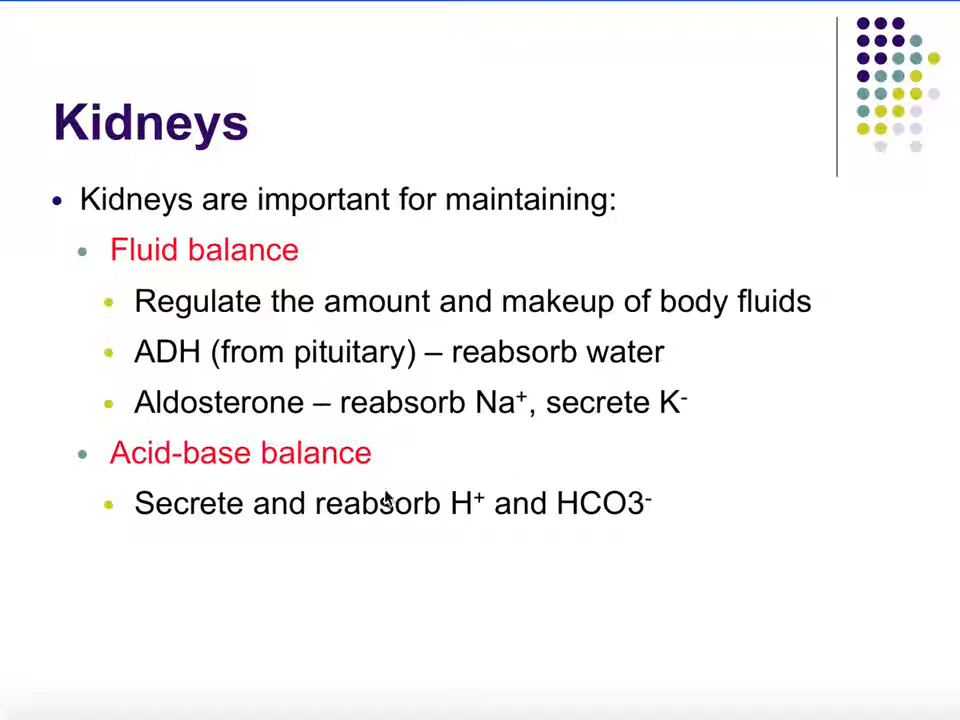 Kidneys
• Kidneys are important for maintaining:
• Fluid balance
• Regulate the amount and makeup of body fluids
• ADH (from pituitary) – reabsorb water
• Aldosterone – reabsorb Na⁺, secrete K⁻
• Acid-base balance
• Secrete and reabsorb H⁺ and HCO3⁻